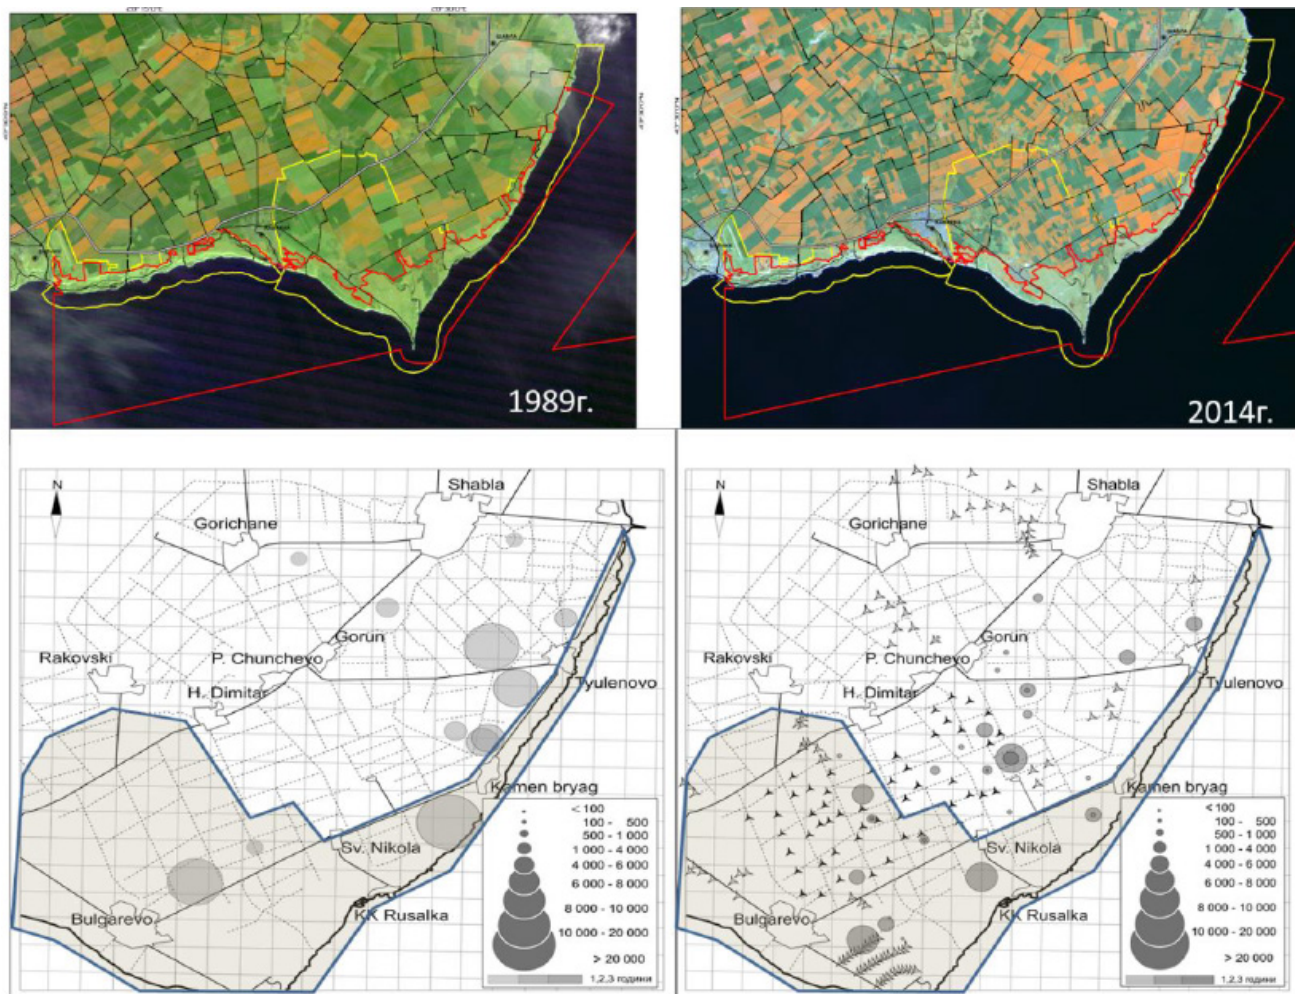 1989г.
2014г.
N
Shabla
Gorichane
Gorun
Rakovski
P. Chunchevo
H. Dimitar
Tyulenovo
Kamen bryag
Sv. Nikola
Bulgarevo
KK Rusalka
< 100
100 - 500
500 - 1 000
1 000 - 4 000
4 000 - 6 000
6 000 - 8 000
8 000 - 10 000
10 000 - 20 000
> 20 000
1,2,3 години
N
Shabla
Gorichane
Gorun
Rakovski
P. Chunchevo
H. Dimitar
Tyulenovo
Kamen bryag
Sv. Nikola
Bulgarevo
KK Rusalka
< 100
100 - 500
500 - 1 000
1 000 - 4 000
4 000 - 6 000
6 000 - 8 000
8 000 - 10 000
10 000 - 20 000
> 20 000
1,2,3 години